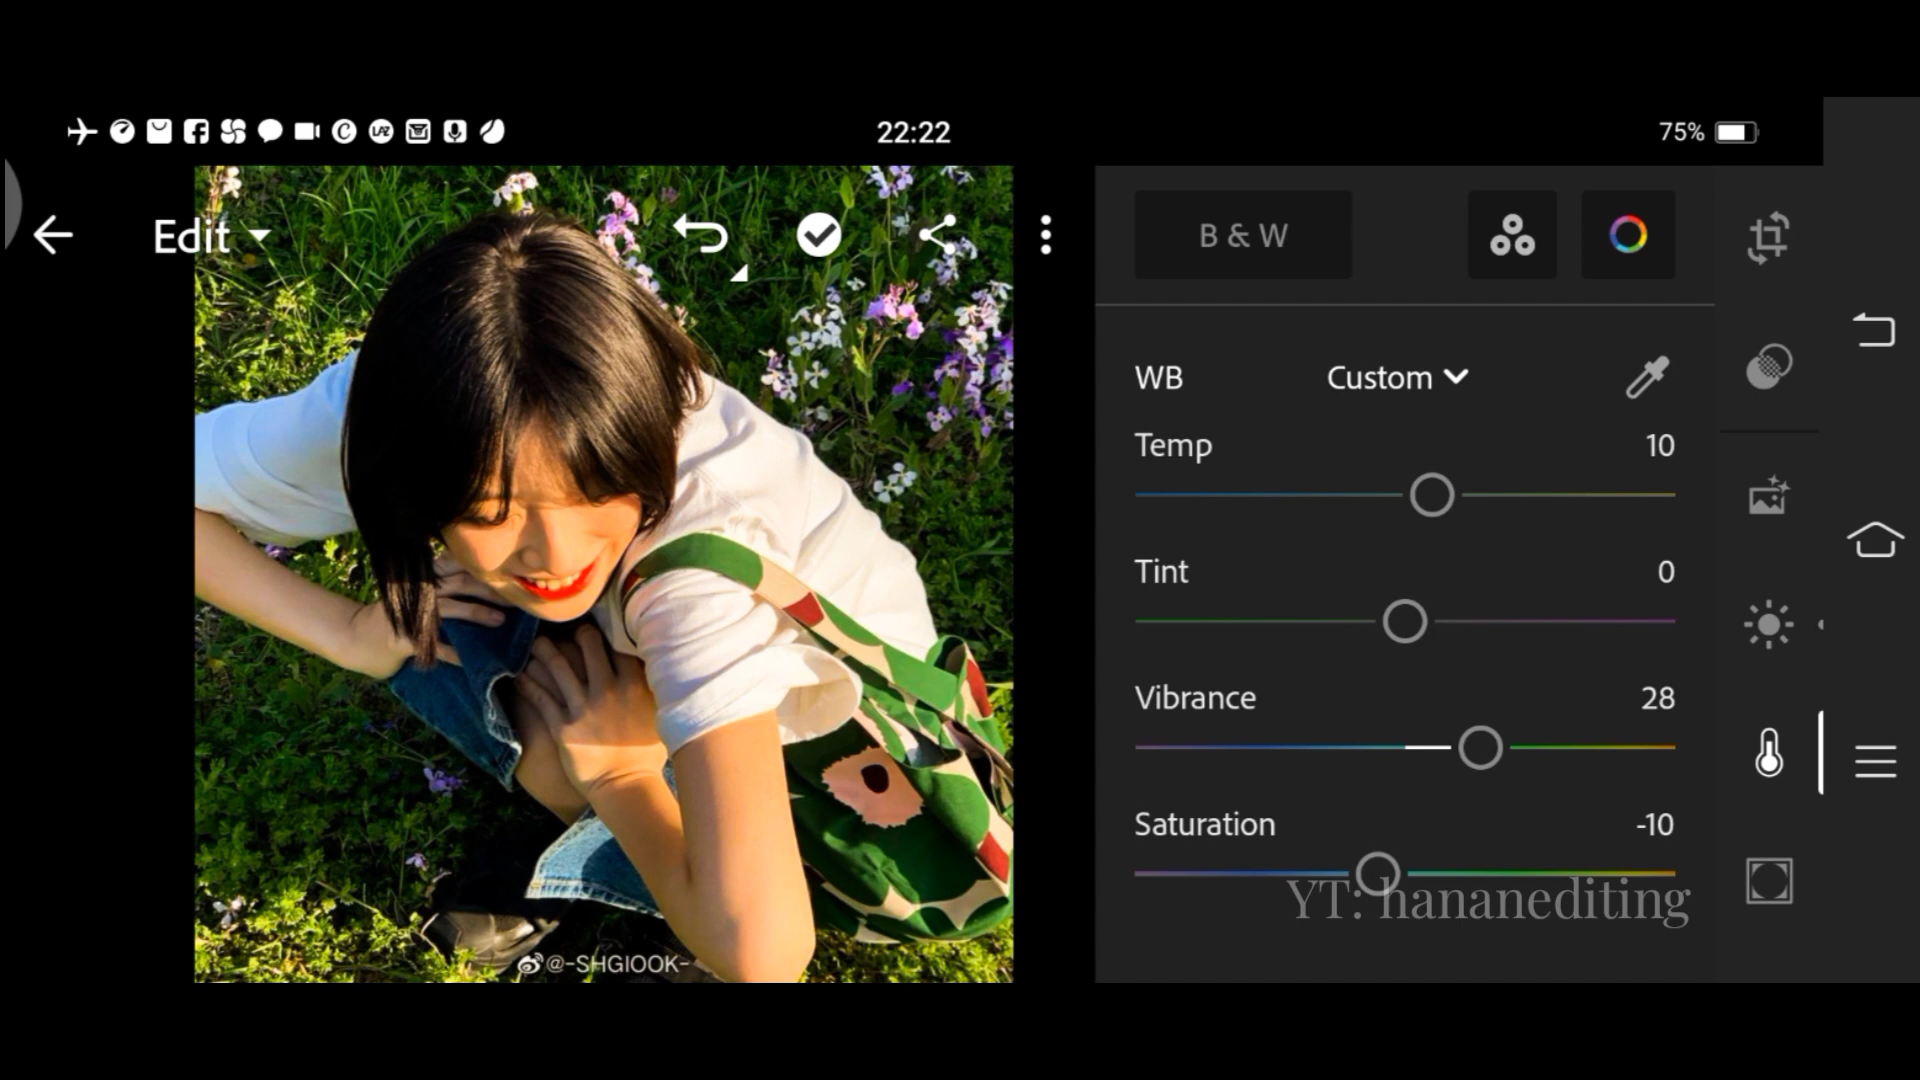 22:22
75%
Edit
B & W
WB Custom
Temp 10
Tint 0
Vibrance 28
Saturation -10
YT: hananediting
@-SHGIOOK-